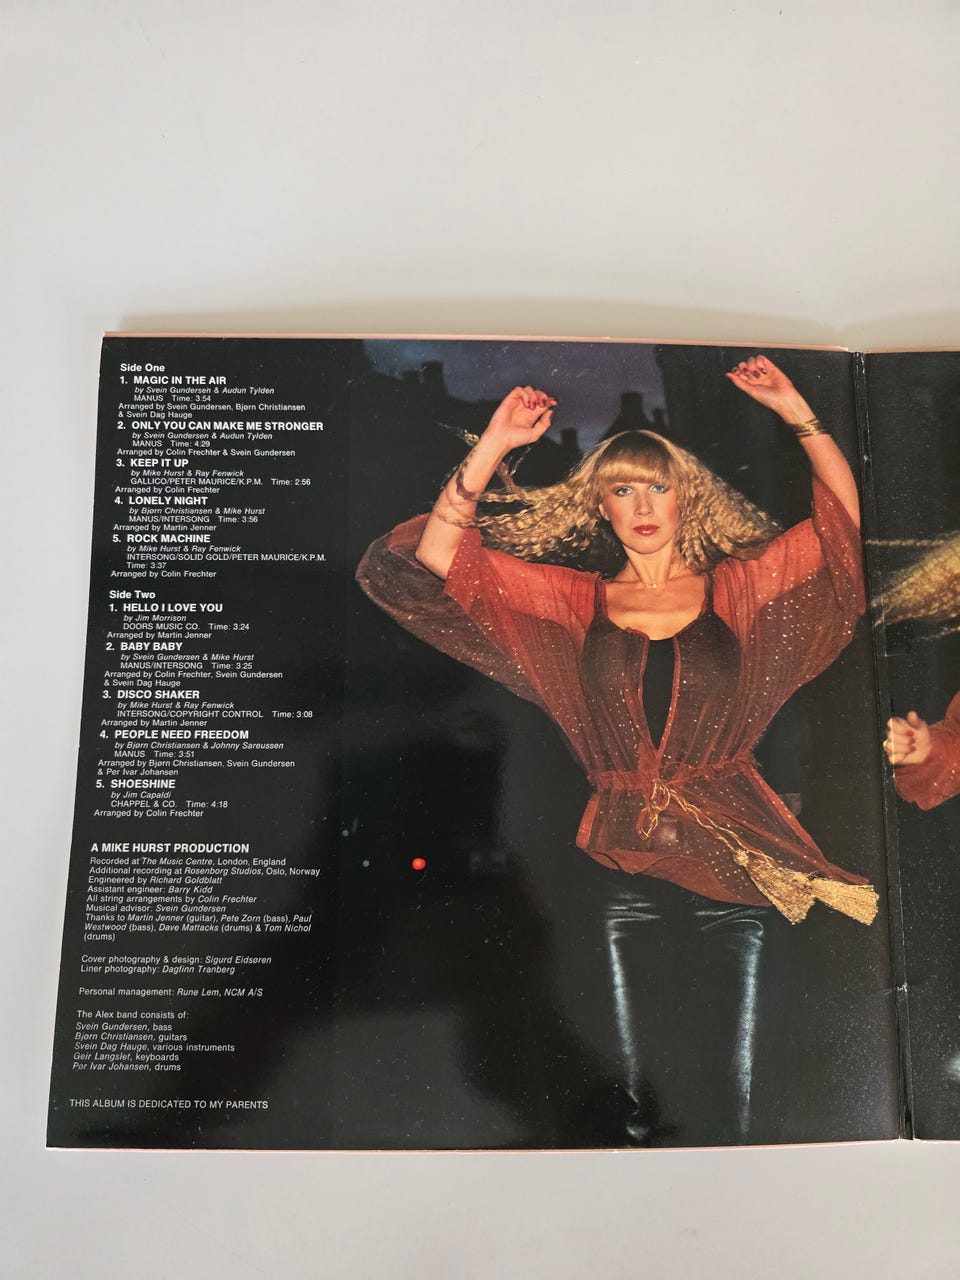 Side One
1. MAGIC IN THE AIR
by Svein Gundersen & Audun Tylden
MANUS Time: 3:54
Arranged by Svein Gundersen, Bjørn Christiansen
& Svein Dag Hauge
2. ONLY YOU CAN MAKE ME STRONGER
by Svein Gundersen & Audun Tylden
MANUS Time: 4:29
Arranged by Colin Frechter & Svein Gundersen
3. KEEP IT UP
by Mike Hurst & Ray Fenwick
GALLICO/PETER MAURICE/K.P.M. Time: 2:56
Arranged by Colin Frechter
4. LONELY NIGHT
by Bjørn Christiansen & Mike Hurst
MANUS/INTERSONG Time: 3:56
Arranged by Martin Jenner
5. ROCK MACHINE
by Mike Hurst & Ray Fenwick
INTERSONG/SOLID GOLD/PETER MAURICE/K.P.M.
Time: 3:37
Arranged by Colin Frechter
Side Two
1. HELLO I LOVE YOU
by Jim Morrison
DOORS MUSIC CO. Time: 3:24
Arranged by Martin Jenner
2. BABY BABY
by Svein Gundersen & Mike Hurst
MANUS/INTERSONG Time: 3:25
Arranged by Colin Frechter, Svein Gundersen
& Svein Dag Hauge
3. DISCO SHAKER
by Mike Hurst & Ray Fenwick
INTERSONG/COPYRIGHT CONTROL Time: 3:08
Arranged by Martin Jenner
4. PEOPLE NEED FREEDOM
by Bjørn Christiansen & Johnny Sareussen
MANUS Time: 3:51
Arranged by Bjørn Christiansen, Svein Gundersen
& Per Ivar Johansen
5. SHOESHINE
by Jim Capaldi
CHAPPEL & CO. Time: 4:18
Arranged by Colin Frechter
A MIKE HURST PRODUCTION
Recorded at The Music Centre, London, England
Additional recording at Rosenborg Studios, Oslo, Norway
Engineered by Richard Goldblatt
Assistant engineer: Barry Kidd
All string arrangements by Colin Frechter
Musical advisor: Svein Gundersen
Thanks to Martin Jenner (guitar), Pete Zorn (bass), Paul
Westwood (bass), Dave Mattacks (drums) & Tom Nichol
(drums)
Cover photography & design: Sigurd Eidsøren
Liner photography: Dagfinn Tranberg
Personal management: Rune Lem, NCM A/S
The Alex band consists of:
Svein Gundersen, bass
Bjørn Christiansen, guitars
Svein Dag Hauge, various instruments
Geir Langslet, keyboards
Per Ivar Johansen, drums
THIS ALBUM IS DEDICATED TO MY PARENTS